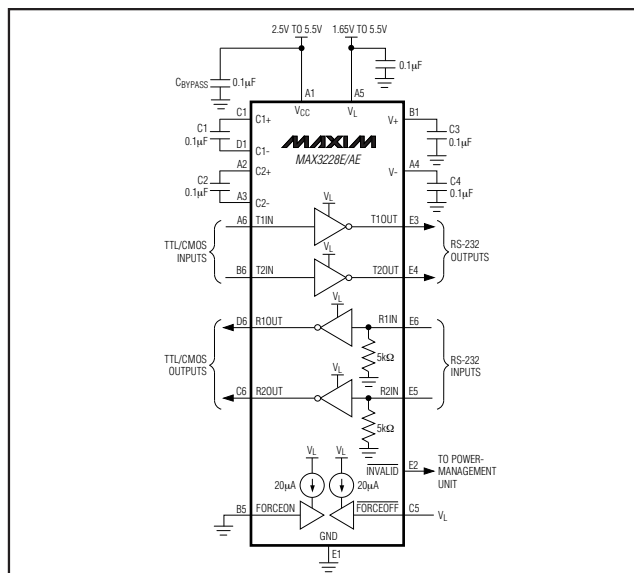 2.5V TO 5.5V
1.65V TO 5.5V
CBYPASS
0.1µF
0.1µF
A1
A5
VCC
VL
C1
C1+
C1
0.1µF
D1
C1-
A2
C2+
C2
0.1µF
A3
C2-
MAXIM
MAX3228E/AE
V+
B1
C3
0.1µF
V-
A4
C4
0.1µF
TTL/CMOS
INPUTS
A6
T1IN
VL
T1OUT
E3
B6
T2IN
VL
T2OUT
E4
RS-232
OUTPUTS
TTL/CMOS
OUTPUTS
D6
R1OUT
VL
R1IN
E6
5kΩ
C6
R2OUT
VL
R2IN
E5
5kΩ
RS-232
INPUTS
INVALID
E2
TO POWER-
MANAGEMENT
UNIT
VL
VL
20µA
20µA
B5
FORCEON
FORCEOFF
C5
VL
GND
E1